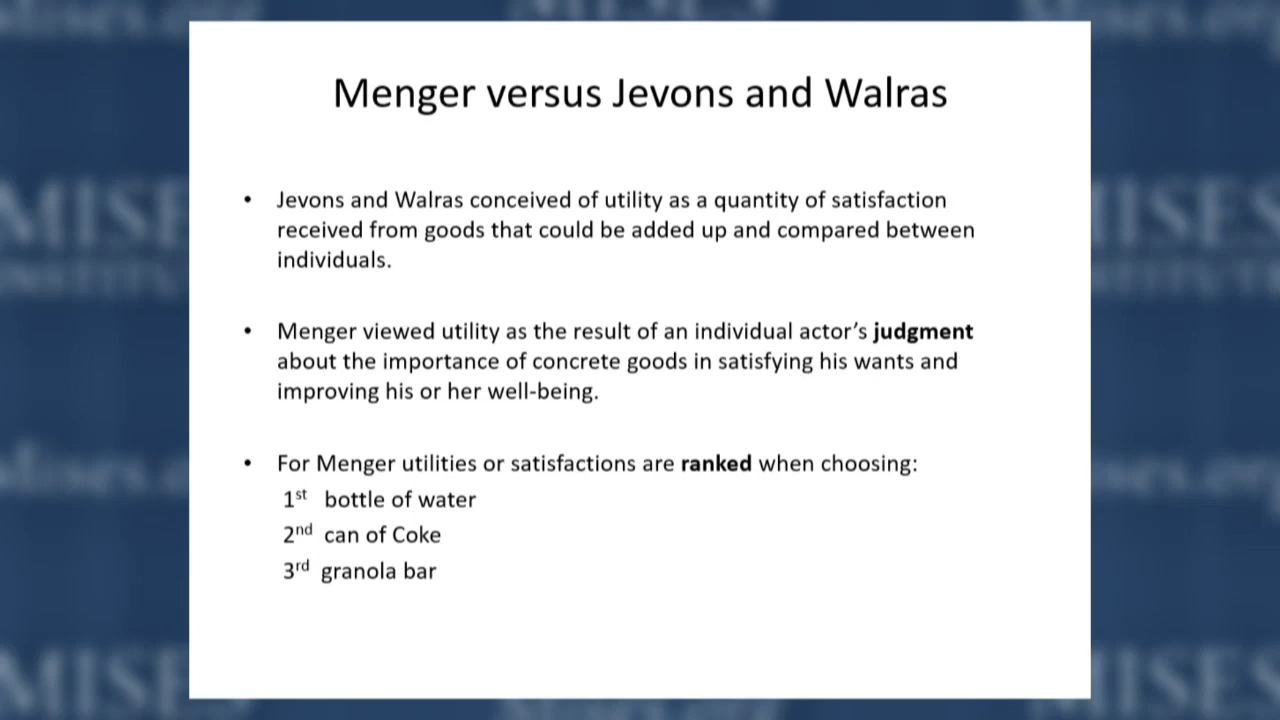 Menger versus Jevons and Walras
• Jevons and Walras conceived of utility as a quantity of satisfaction
received from goods that could be added up and compared between
individuals.
• Menger viewed utility as the result of an individual actor's judgment
about the importance of concrete goods in satisfying his wants and
improving his or her well-being.
• For Menger utilities or satisfactions are ranked when choosing:
1st bottle of water
2nd can of Coke
3rd granola bar